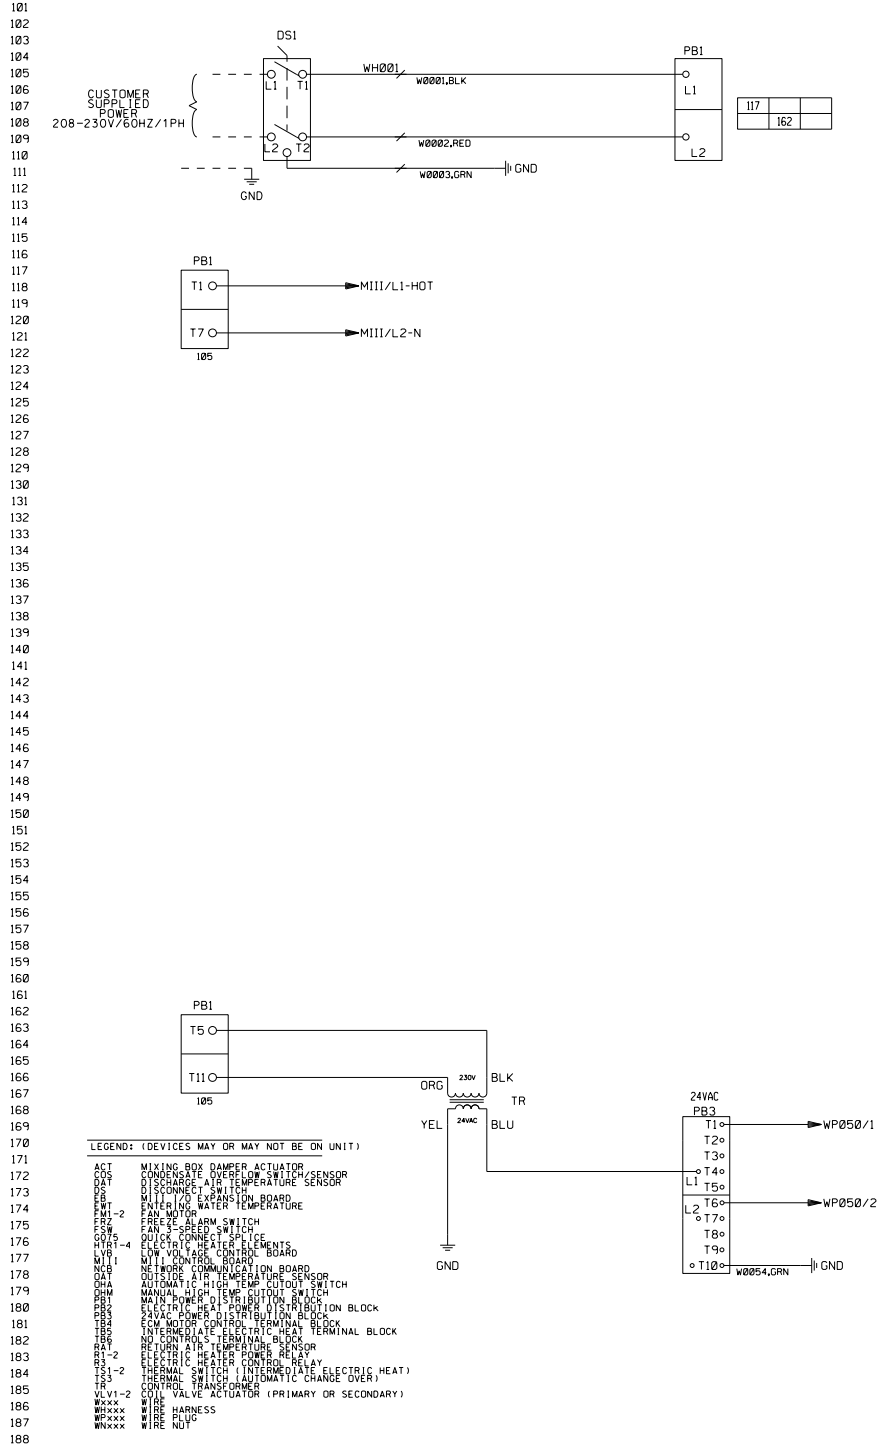 101
102
103
104
105
106
107
108
109
110
111
112
113
114
115
116
117
118
119
120
121
122
123
124
125
126
127
128
129
130
131
132
133
134
135
136
137
138
139
140
141
142
143
144
145
146
147
148
149
150
151
152
153
154
155
156
157
158
159
160
161
162
163
164
165
166
167
168
169
170
171
172
173
174
175
176
177
178
179
180
181
182
183
184
185
186
187
188
DS1
CUSTOMER
SUPPLIED
POWER
208-230V/60HZ/1PH
L1 T1
L2 T2
WH001
W0001,BLK
W0002,RED
W0003,GRN
GND
GND
PB1
L1
L2
117
162
PB1
T1
T7
105
MIII/L1-HOT
MIII/L2-N
PB1
T5
T11
105
ORG 230V BLK
TR
YEL 24VAC BLU
GND
24VAC
PB3
T1
T2
T3
T4
L1
T5
T6
L2
T7
T8
T9
T10
WP050/1
WP050/2
W0054,GRN
GND
LEGEND: (DEVICES MAY OR MAY NOT BE ON UNIT)
ACT MIXING BOX DAMPER ACTUATOR
COS CONDENSATE OVERFLOW SWITCH/SENSOR
DAT DISCHARGE AIR TEMPERATURE SENSOR
DS DISCONNECT SWITCH
EB MIII I/O EXPANSION BOARD
EWT ENTERING WATER TEMPERATURE
FM1-2 FAN MOTOR
FRZ FREEZE ALARM SWITCH
FSW FAN 3-SPEED SWITCH
GO75 QUICK CONNECT SPLICE
HTR1-4 ELECTRIC HEATER ELEMENTS
LVB LOW VOLTAGE CONTROL BOARD
MIII MIII CONTROL BOARD
NCB NETWORK COMMUNICATION BOARD
OAT OUTSIDE AIR TEMPERATURE SENSOR
OHA AUTOMATIC HIGH TEMP CUTOUT SWITCH
OHM MANUAL HIGH TEMP CUTOUT SWITCH
PB1 MAIN POWER DISTRIBUTION BLOCK
PB2 ELECTRIC HEAT POWER DISTRIBUTION BLOCK
PB3 24VAC POWER DISTRIBUTION BLOCK
TB4 ECM MOTOR CONTROL TERMINAL BLOCK
TB5 INTERMEDIATE ELECTRIC HEAT TERMINAL BLOCK
TB6 NO CONTROLS TERMINAL BLOCK
RAT RETURN AIR TEMPERTURE SENSOR
R1-2 ELECTRIC HEATER POWER RELAY
R3 ELECTRIC HEATER CONTROL RELAY
TS1-2 THERMAL SWITCH (INTERMEDIATE ELECTRIC HEAT)
TS3 THERMAL SWITCH (AUTOMATIC CHANGE OVER)
TR CONTROL TRANSFORMER
VLV1-2 COIL VALVE ACTUATOR (PRIMARY OR SECONDARY)
Wxxx WIRE
WHxxx WIRE HARNESS
WPxxx WIRE PLUG
WNxxx WIRE NUT